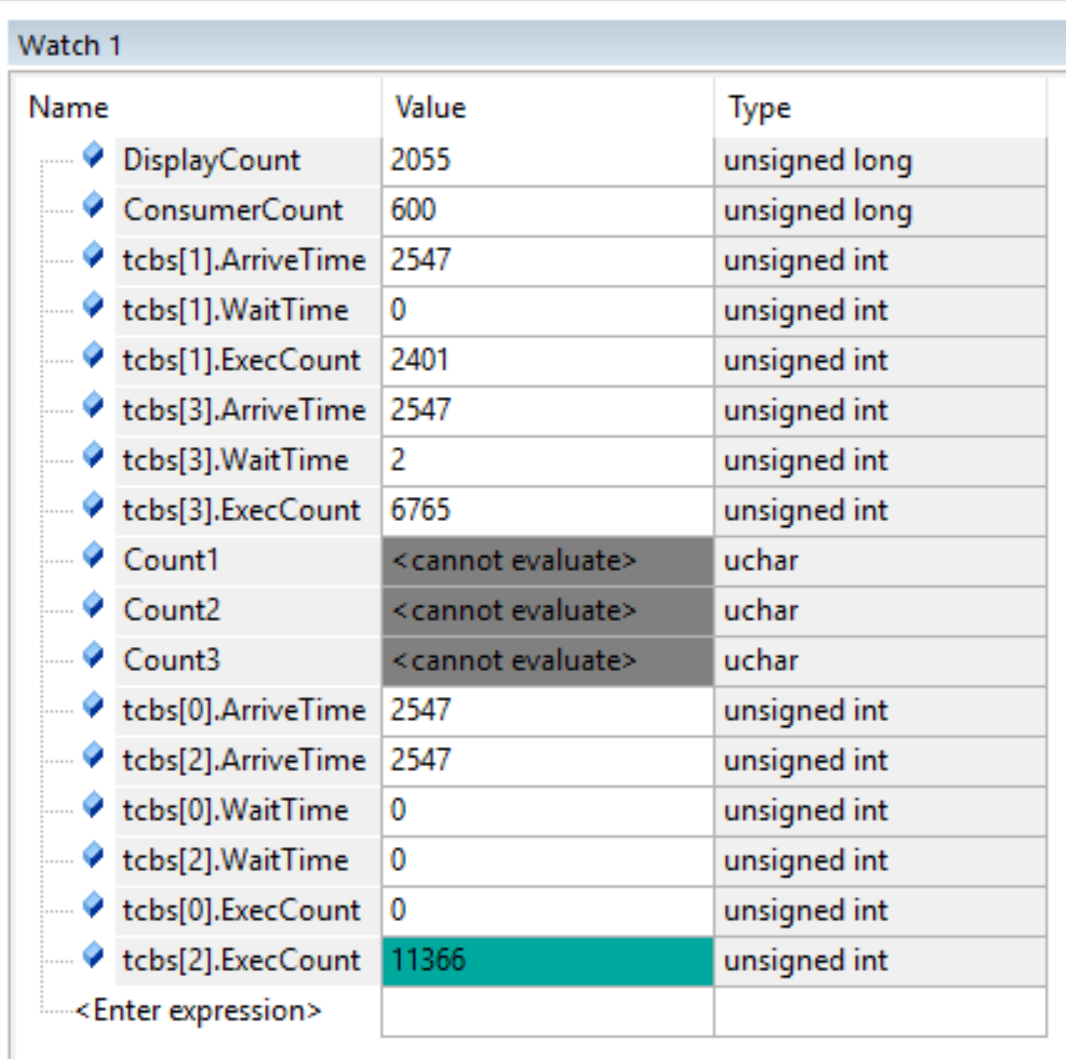 Watch 1
Name Value Type
DisplayCount 2055 unsigned long
ConsumerCount 600 unsigned long
tcbs[1].ArriveTime 2547 unsigned int
tcbs[1].WaitTime 0 unsigned int
tcbs[1].ExecCount 2401 unsigned int
tcbs[3].ArriveTime 2547 unsigned int
tcbs[3].WaitTime 2 unsigned int
tcbs[3].ExecCount 6765 unsigned int
Count1 <cannot evaluate> uchar
Count2 <cannot evaluate> uchar
Count3 <cannot evaluate> uchar
tcbs[0].ArriveTime 2547 unsigned int
tcbs[2].ArriveTime 2547 unsigned int
tcbs[0].WaitTime 0 unsigned int
tcbs[2].WaitTime 0 unsigned int
tcbs[0].ExecCount 0 unsigned int
tcbs[2].ExecCount 11366 unsigned int
<Enter expression>